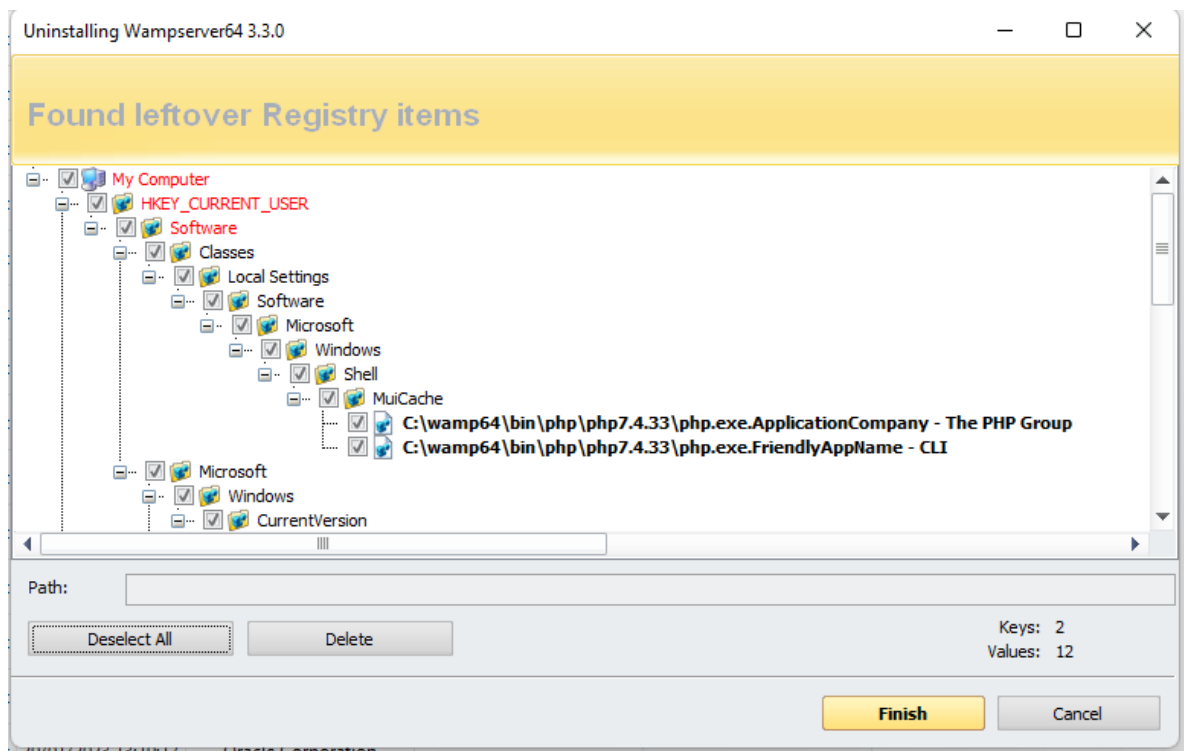 Uninstalling Wampserver64 3.3.0
Found leftover Registry items
My Computer
HKEY_CURRENT_USER
Software
Classes
Local Settings
Software
Microsoft
Windows
Shell
MuiCache
C:\wamp64\bin\php\php7.4.33\php.exe.ApplicationCompany - The PHP Group
C:\wamp64\bin\php\php7.4.33\php.exe.FriendlyAppName - CLI
Microsoft
Windows
CurrentVersion
Path:
Deselect All
Delete
Keys: 2
Values: 12
Finish
Cancel